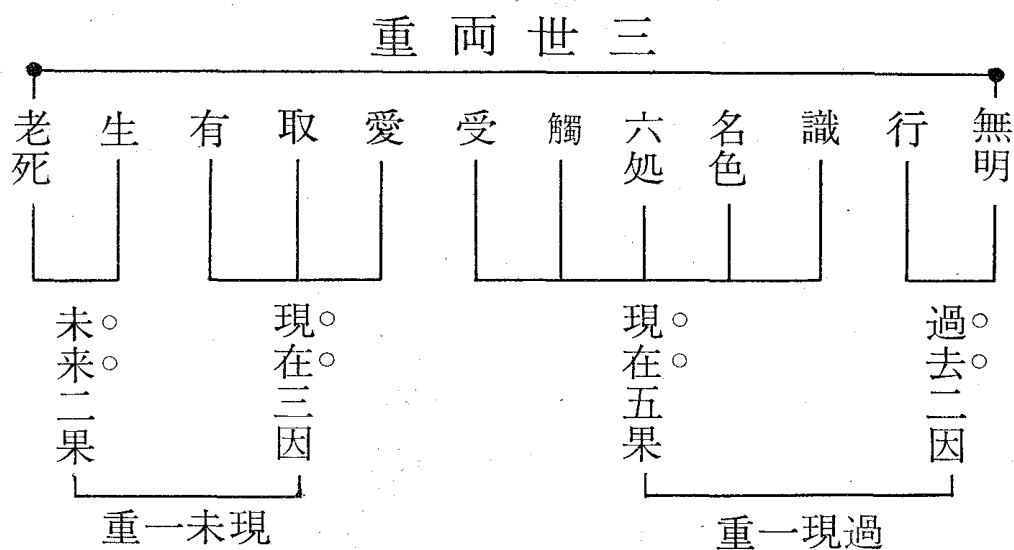 三世両重
無明
行
識
名色
六処
觸
受
愛
取
有
生
老死
過去二因
現在五果
現在三因
未来二果
過現一重
現未一重